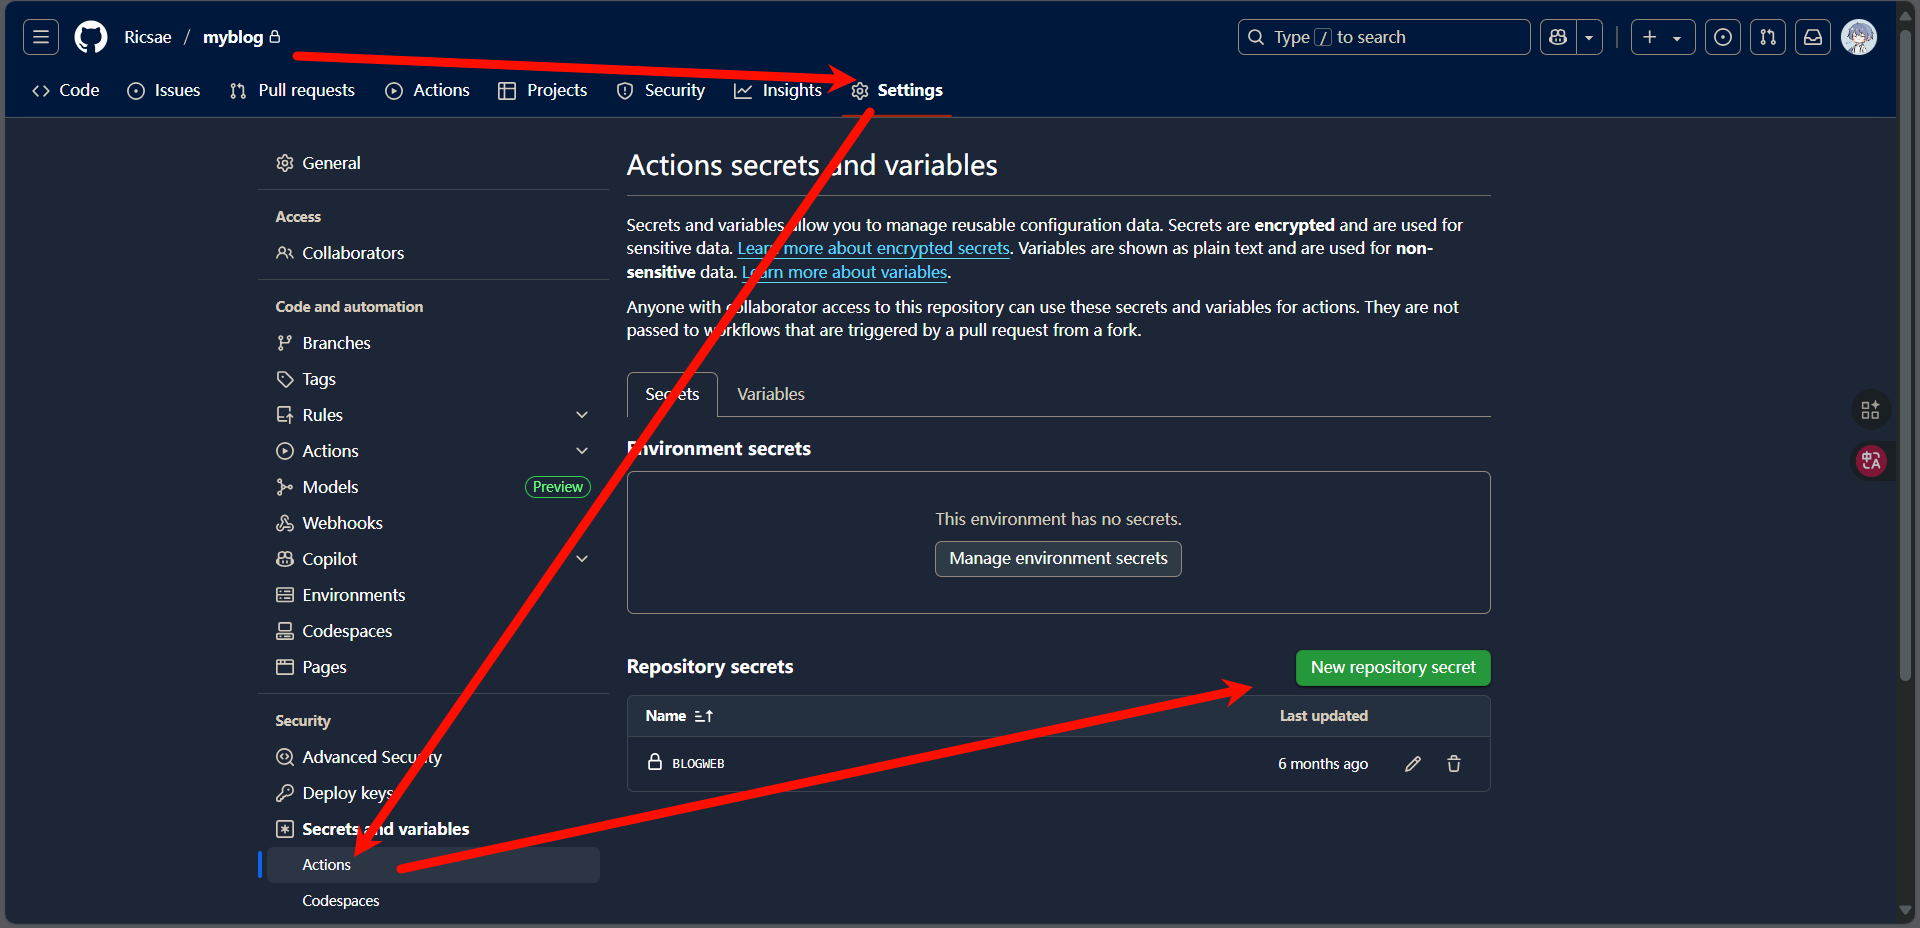 Ricsae / myblog
Type / to search
Code
Issues
Pull requests
Actions
Projects
Security
Insights
Settings
General
Access
Collaborators
Code and automation
Branches
Tags
Rules
Actions
Models
Preview
Webhooks
Copilot
Environments
Codespaces
Pages
Security
Advanced Security
Deploy keys
Secrets and variables
Actions
Codespaces
Actions secrets and variables
Secrets and variables allow you to manage reusable configuration data. Secrets are encrypted and are used for
sensitive data. Learn more about encrypted secrets. Variables are shown as plain text and are used for non-
sensitive data. Learn more about variables.
Anyone with collaborator access to this repository can use these secrets and variables for actions. They are not
passed to workflows that are triggered by a pull request from a fork.
Secrets
Variables
Environment secrets
This environment has no secrets.
Manage environment secrets
Repository secrets
New repository secret
Name
Last updated
BLOGWEB
6 months ago
中A